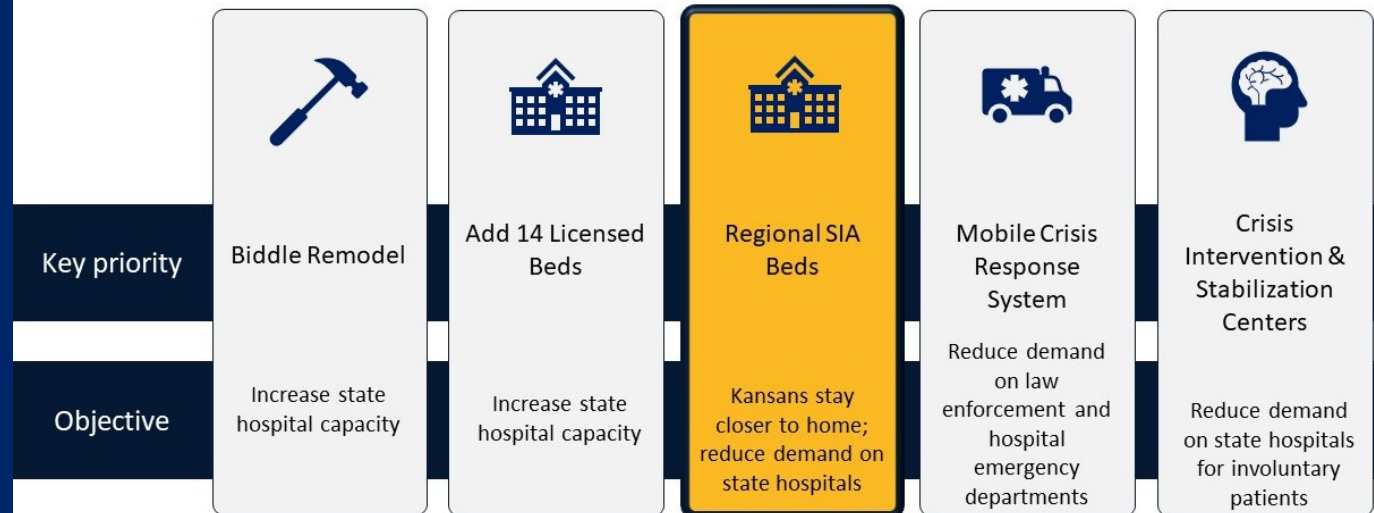 Key priority
Biddle Remodel
Add 14 Licensed
Beds
Regional SIA
Beds
Mobile Crisis
Response
System
Crisis
Intervention &
Stabilization
Centers
Objective
Increase state
hospital capacity
Increase state
hospital capacity
Kansans stay
closer to home;
reduce demand on
state hospitals
Reduce demand
on law
enforcement and
hospital
emergency
departments
Reduce demand
on state hospitals
for involuntary
patients